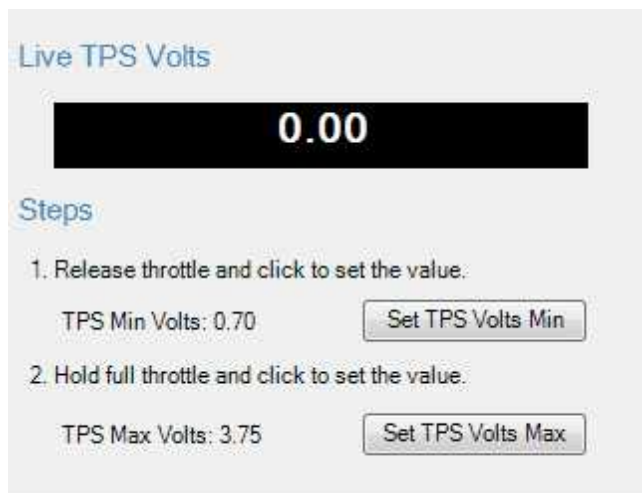 Live TPS Volts
0.00
Steps
1. Release throttle and click to set the value.
TPS Min Volts: 0.70 Set TPS Volts Min
2. Hold full throttle and click to set the value.
TPS Max Volts: 3.75 Set TPS Volts Max